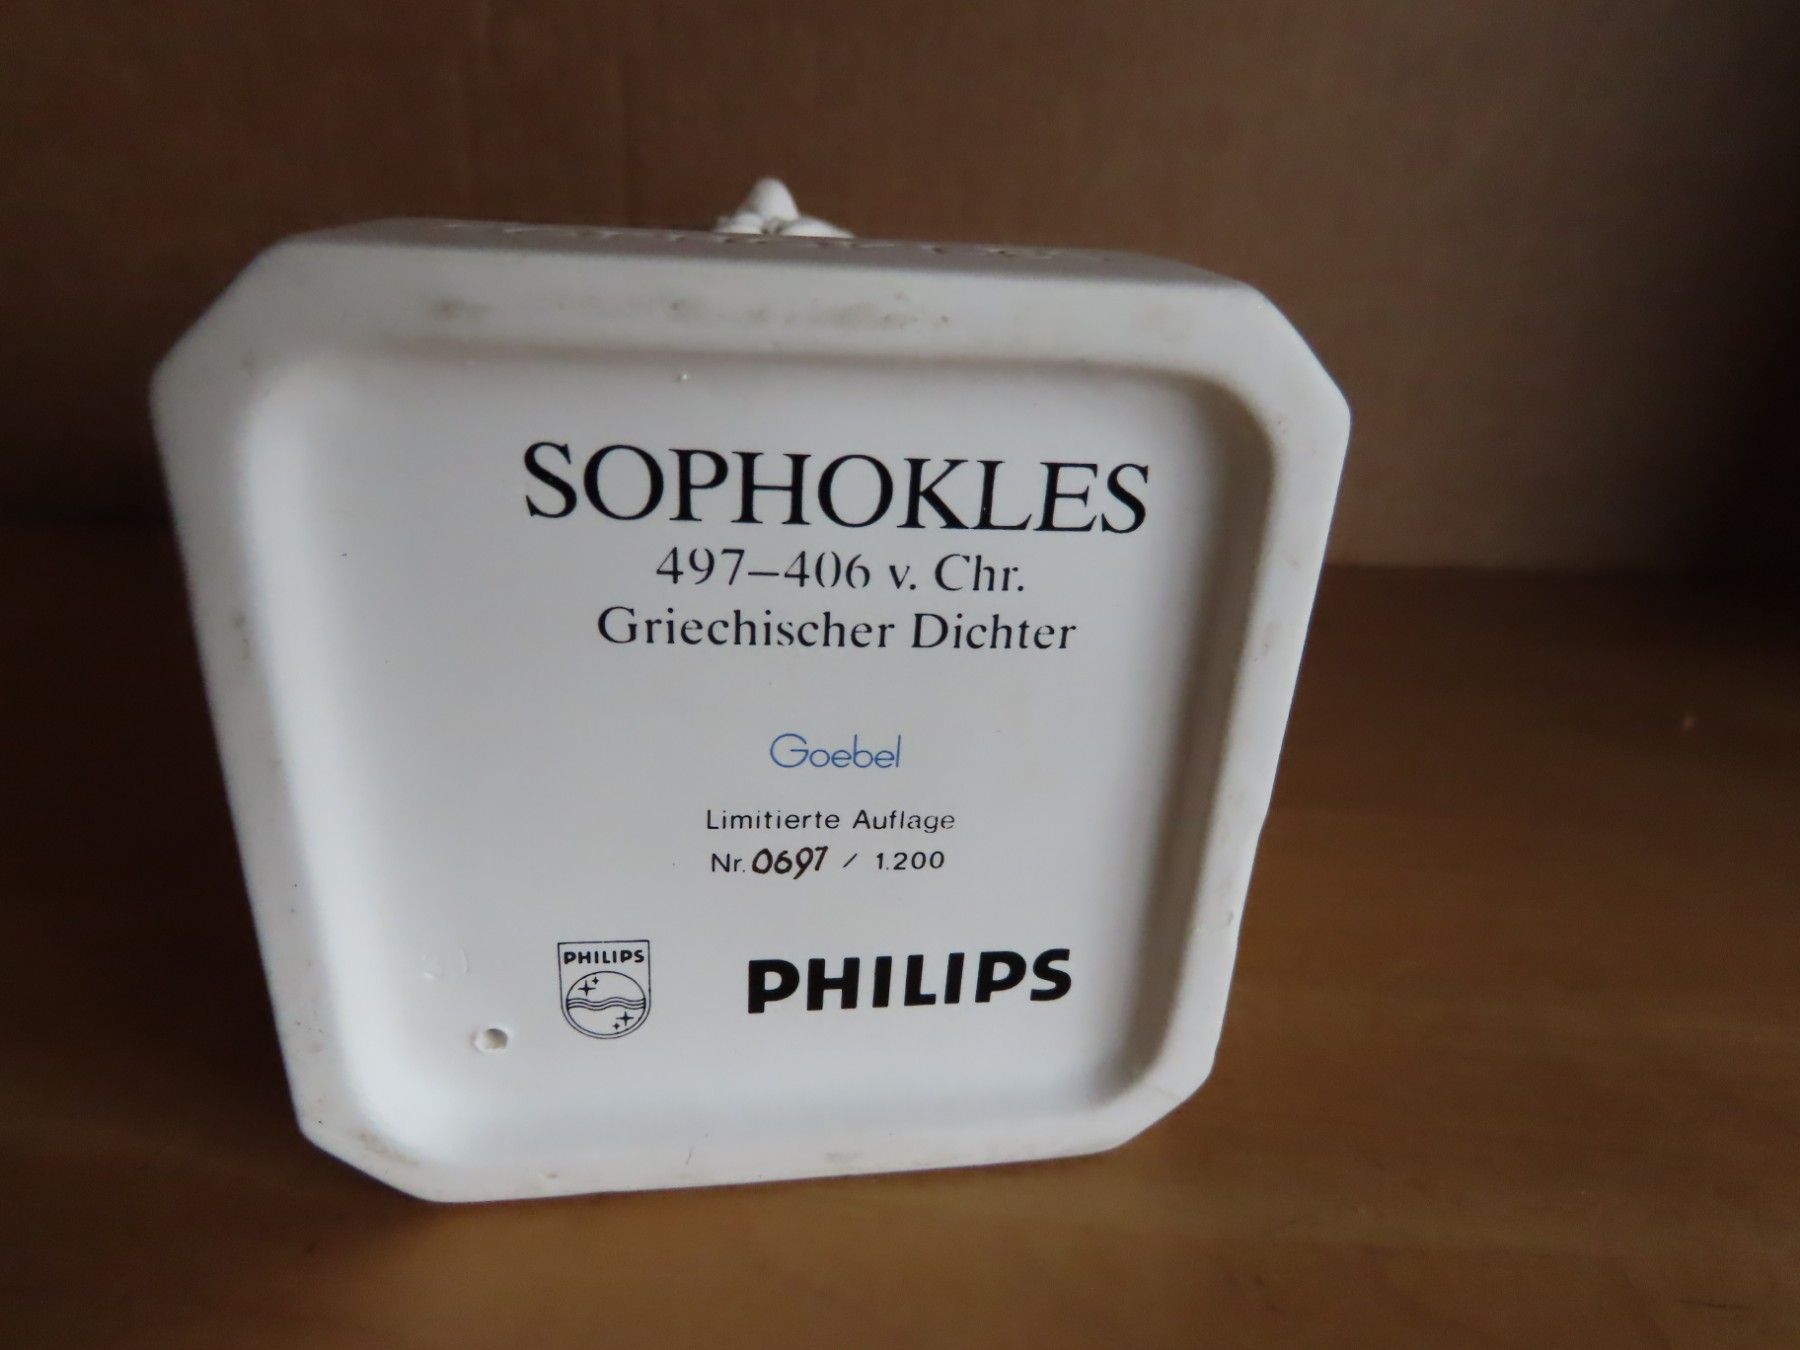 SOPHOKLES
497–406 v. Chr.
Griechischer Dichter
Goebel
Limitierte Auflage
Nr. 0697 / 1.200
PHILIPS
PHILIPS